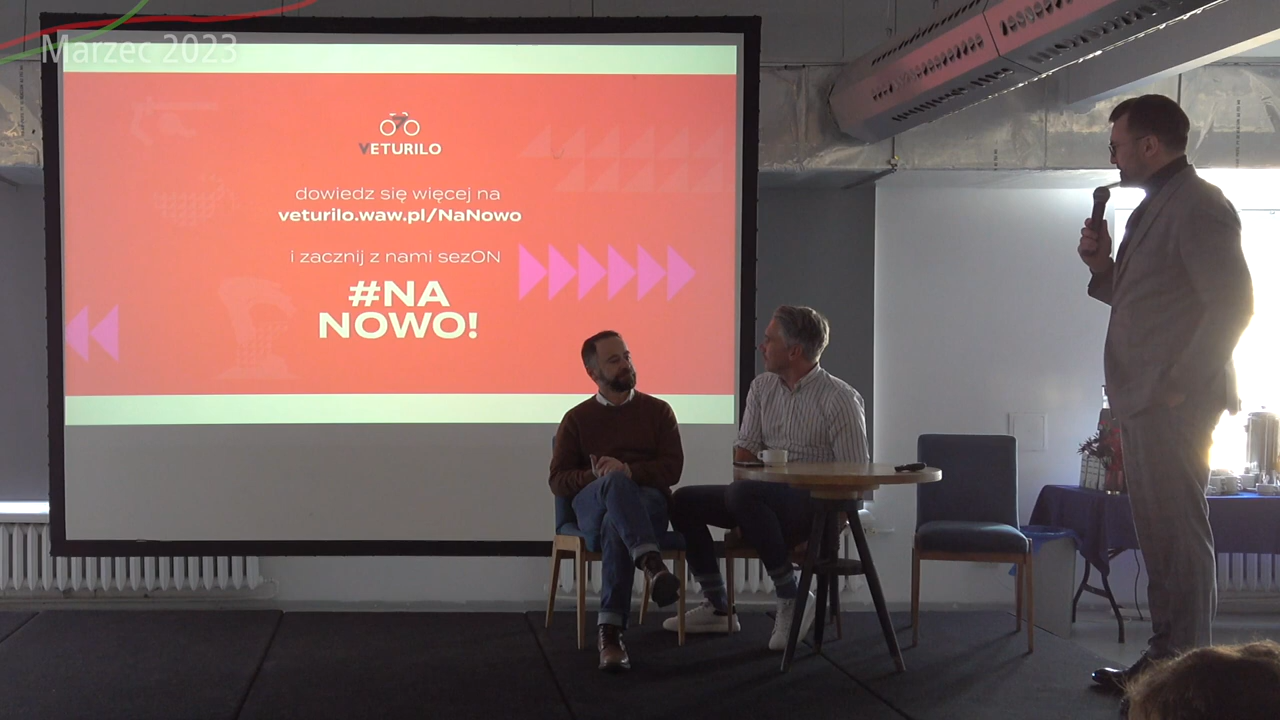 Marzec 2023
VETURILO
dowiedz się więcej na
veturilo.waw.pl/NaNowo
i zacznij z nami sezON
#NA
NOWO!